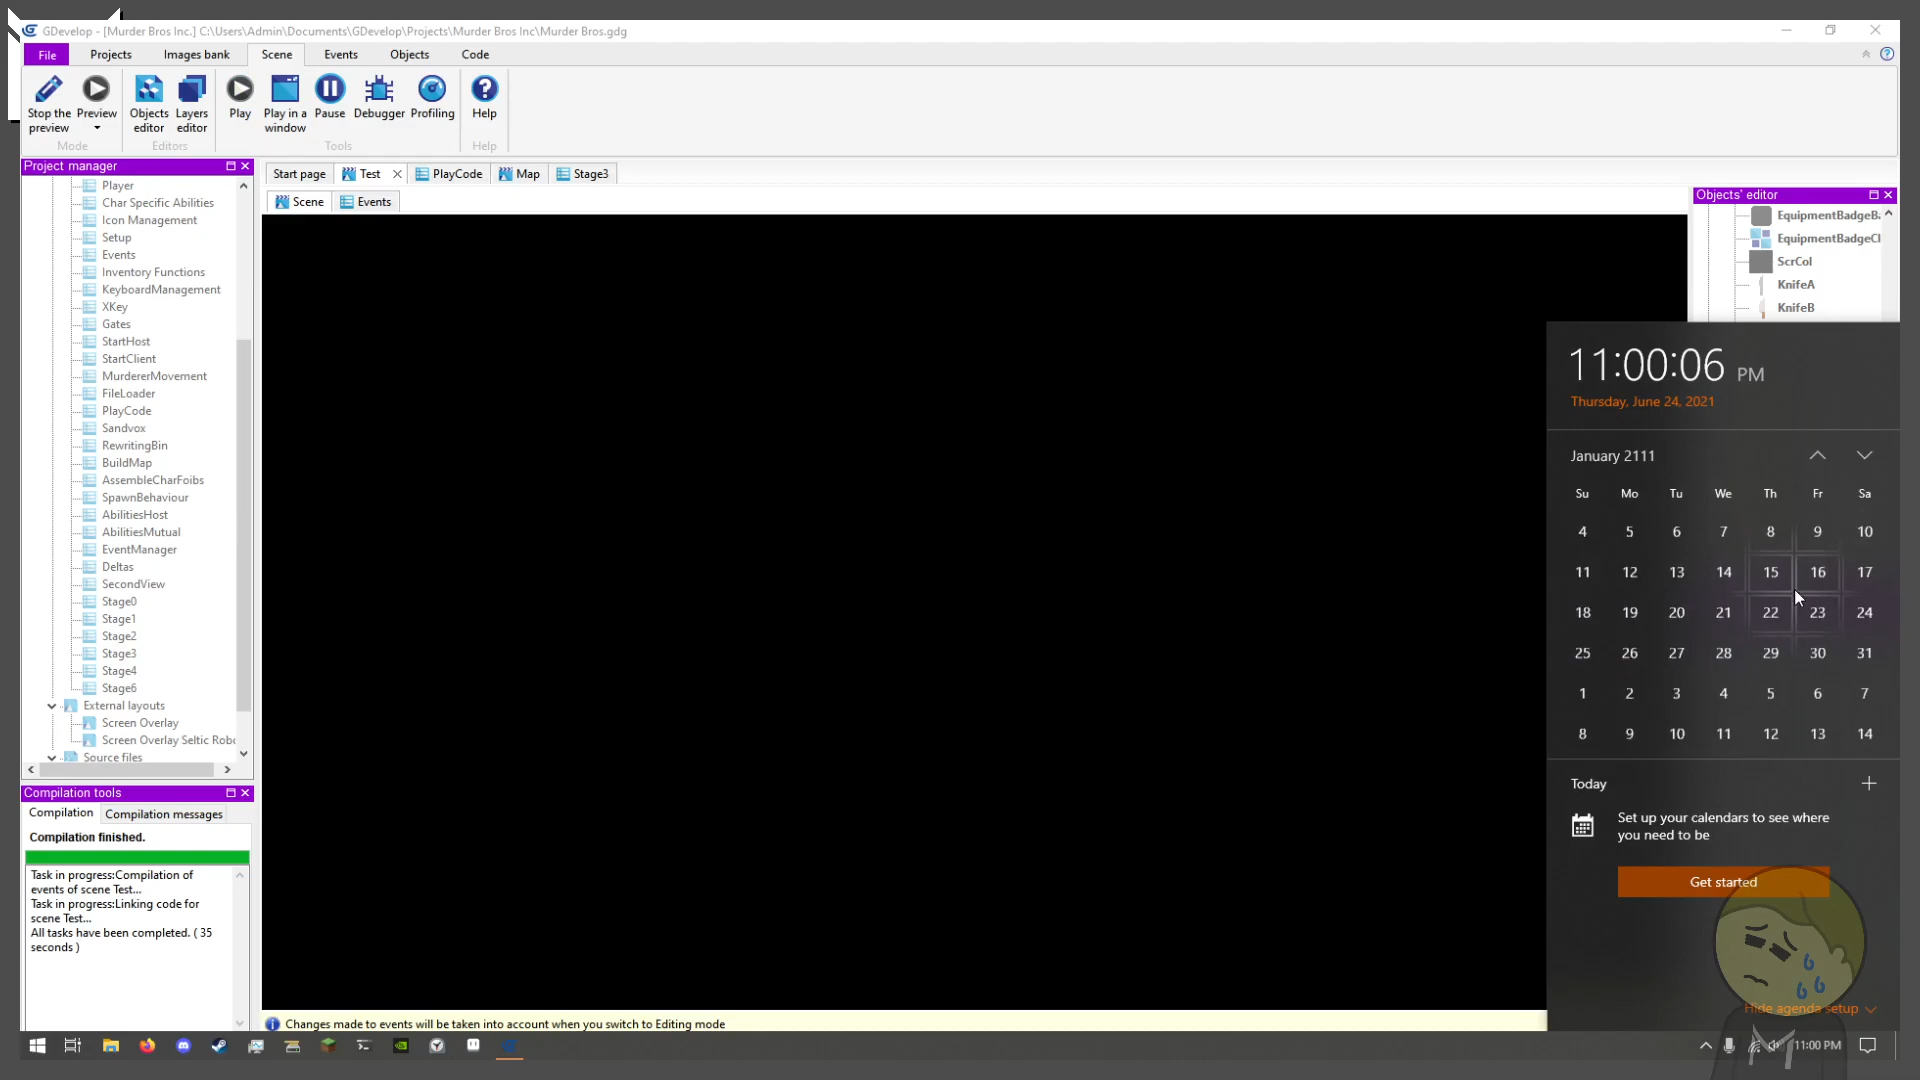 GDevelop - [Murder Bros Inc.] C:\Users\Admin\Documents\GDevelop\Projects\Murder Bros Inc\Murder Bros.gdg
File Projects Images bank Scene Events Objects Code
Stop the preview
Preview
Objects editor
Layers editor
Play
Play in a window
Pause
Debugger
Profiling
Help
Mode
Editors
Tools
Help
Project manager
Player
Char Specific Abilities
Icon Management
Setup
Events
Inventory Functions
KeyboardManagement
XKey
Gates
StartHost
StartClient
MurdererMovement
FileLoader
PlayCode
Sandvox
RewritingBin
BuildMap
AssembleCharFoibs
SpawnBehaviour
AbilitiesHost
AbilitiesMutual
EventManager
Deltas
SecondView
Stage0
Stage1
Stage2
Stage3
Stage4
Stage6
External layouts
Screen Overlay
Screen Overlay Seltic Rob
Source files
Compilation tools
Compilation Compilation messages
Compilation finished.
Task in progress:Compilation of
events of scene Test...
Task in progress:Linking code for
scene Test...
All tasks have been completed. ( 35
seconds )
Start page Test PlayCode Map Stage3
Scene Events
Changes made to events will be taken into account when you switch to Editing mode
Objects' editor
EquipmentBadgeB
EquipmentBadgeCl
ScrCol
KnifeA
KnifeB
11:00:06 PM
Thursday, June 24, 2021
January 2111
Su Mo Tu We Th Fr Sa
4 5 6 7 8 9 10
11 12 13 14 15 16 17
18 19 20 21 22 23 24
25 26 27 28 29 30 31
1 2 3 4 5 6 7
8 9 10 11 12 13 14
Today
Set up your calendars to see where
you need to be
Get started
Hide agenda setup
11:00 PM